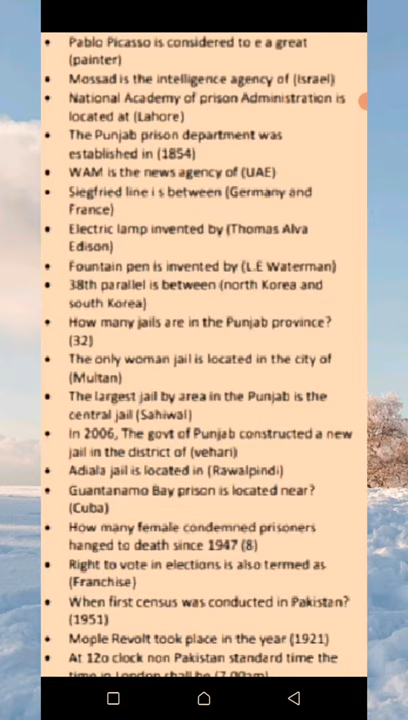 • Pablo Picasso is considered to e a great
(painter)
• Mossad is the intelligence agency of (Israel)
• National Academy of prison Administration is
located at (Lahore)
• The Punjab prison department was
established in (1854)
• WAM is the news agency of (UAE)
• Siegfried line i s between (Germany and
France)
• Electric lamp invented by (Thomas Alva
Edison)
• Fountain pen is invented by (L.E Waterman)
• 38th parallel is between (north Korea and
south Korea)
• How many jails are in the Punjab province?
(32)
• The only woman jail is located in the city of
(Multan)
• The largest jail by area in the Punjab is the
central jail (Sahiwal)
• In 2006, The govt of Punjab constructed a new
jail in the district of (vehari)
• Adiala jail is located in (Rawalpindi)
• Guantanamo Bay prison is located near?
(Cuba)
• How many female condemned prisoners
hanged to death since 1947 (8)
• Right to vote in elections is also termed as
(Franchise)
• When first census was conducted in Pakistan?
(1951)
• Mople Revolt took place in the year (1921)
• At 12o clock non Pakistan standard time the
time in London shall be (7.00am)